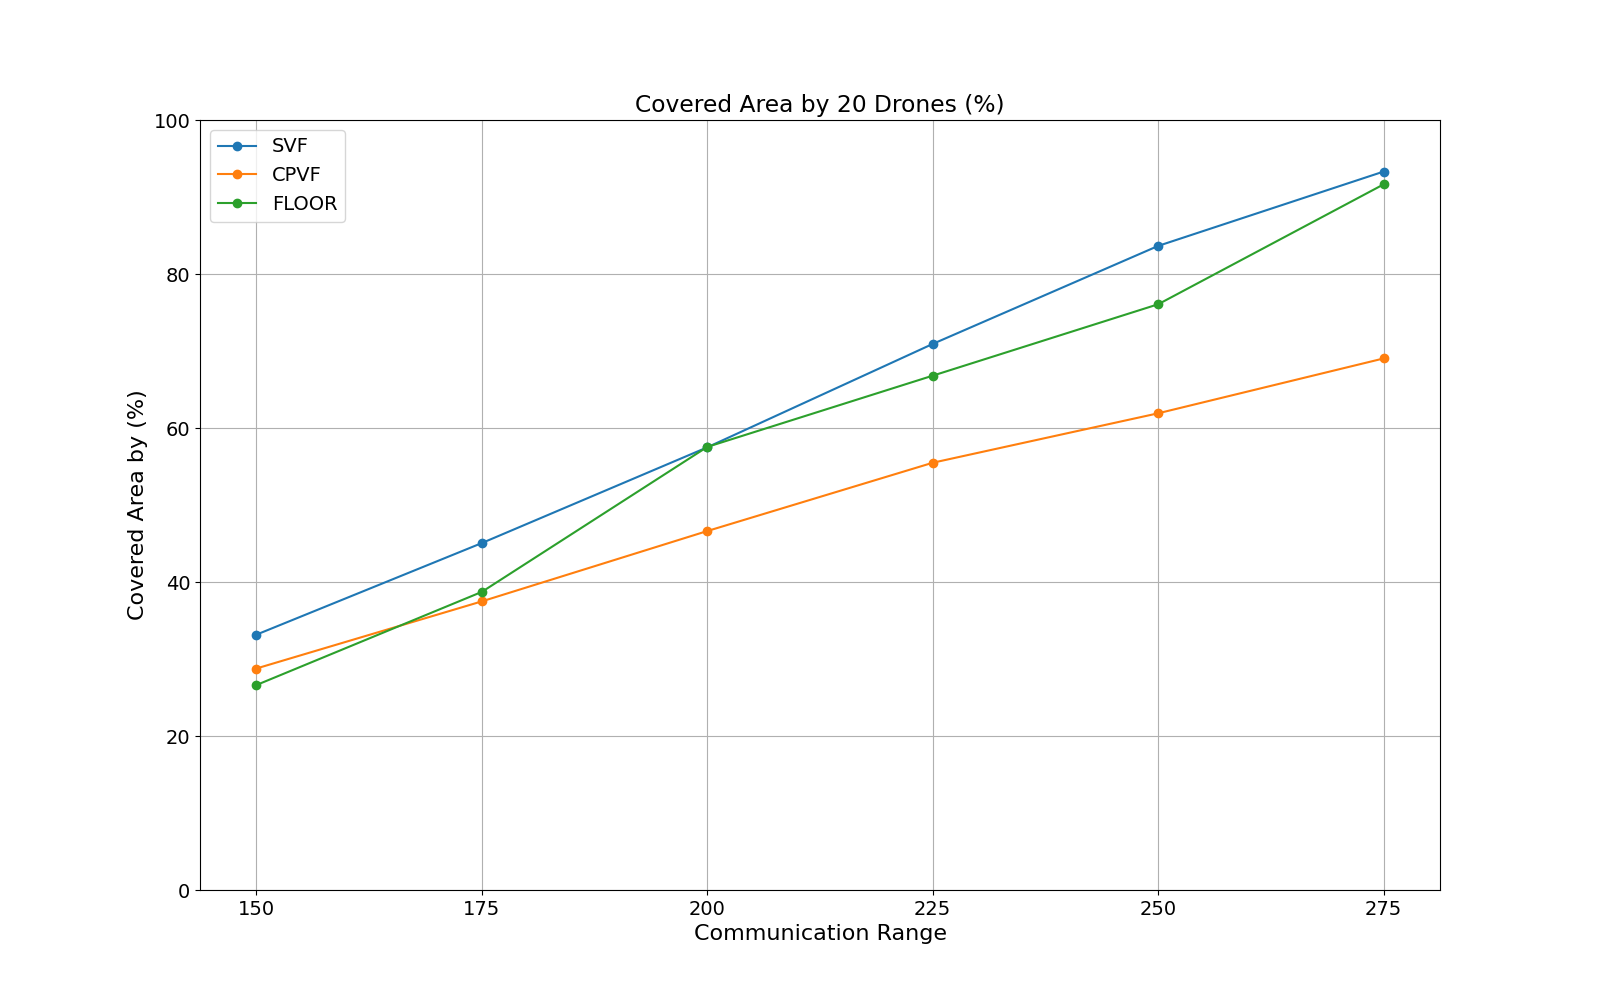 Covered Area by 20 Drones (%)
SVF
CPVF
FLOOR
Covered Area by (%)
100
80
60
40
20
0
150 175 200 225 250 275
Communication Range